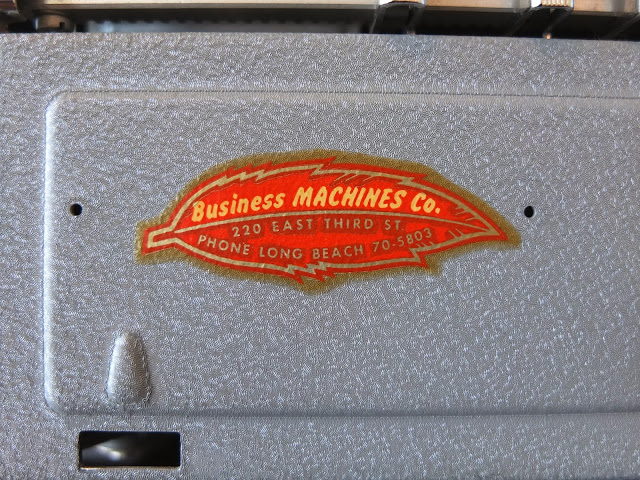 Business MACHINES Co.
220 EAST THIRD ST.
PHONE LONG BEACH 70-5803